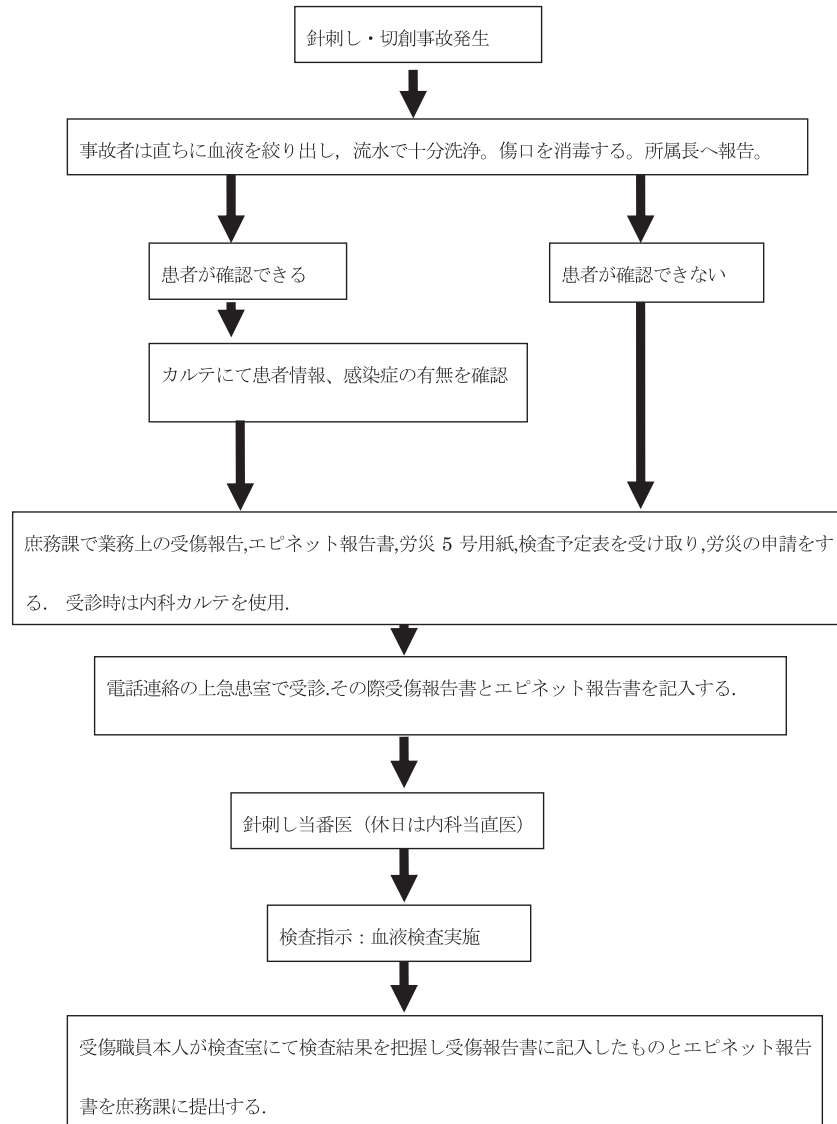 針刺し・切創事故発生
事故者は直ちに血液を絞り出し，流水で十分洗浄。傷口を消毒する。所属長へ報告。
患者が確認できる
患者が確認できない
カルテにて患者情報、感染症の有無を確認
庶務課で業務上の受傷報告,エピネット報告書,労災 5 号用紙,検査予定表を受け取り,労災の申請をす
る.　受診時は内科カルテを使用.
電話連絡の上急患室で受診.その際受傷報告書とエピネット報告書を記入する.
針刺し当番医（休日は内科当直医）
検査指示：血液検査実施
受傷職員本人が検査室にて検査結果を把握し受傷報告書に記入したものとエピネット報告
書を庶務課に提出する.